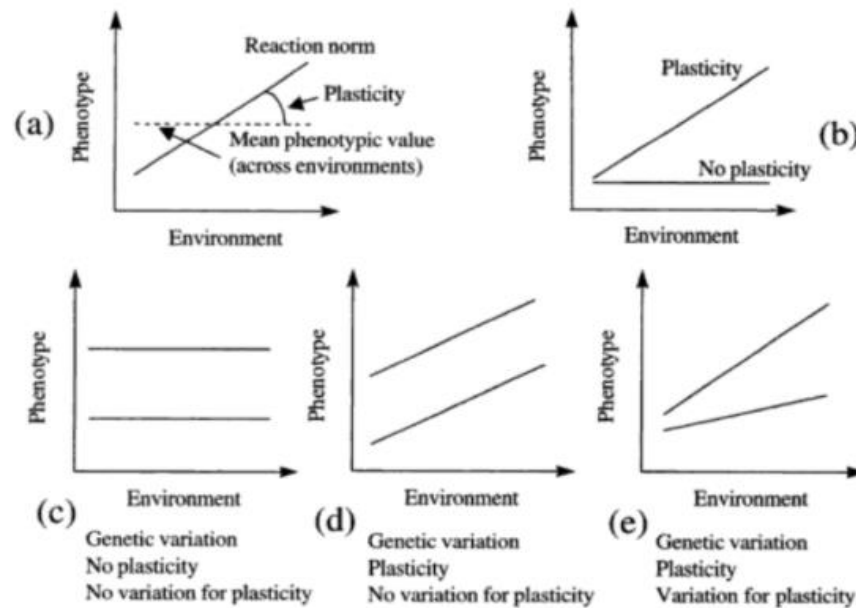 Reaction norm
Plasticity
(a)
Mean phenotypic value
(across environments)
Phenotype
Environment
Plasticity
(b)
No plasticity
Phenotype
Environment
Phenotype
Environment
(c)
Genetic variation
No plasticity
No variation for plasticity
Phenotype
Environment
(d)
Genetic variation
Plasticity
No variation for plasticity
Phenotype
Environment
(e)
Genetic variation
Plasticity
Variation for plasticity